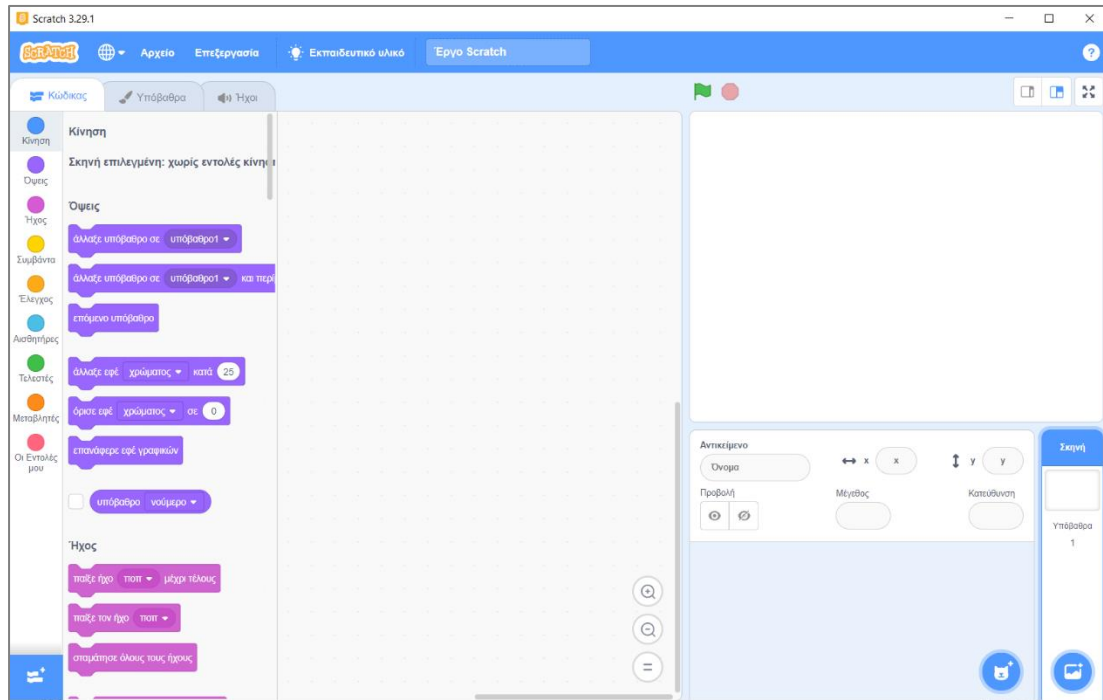 Scratch 3.29.1
SCRATCH
Αρχείο
Επεξεργασία
Εκπαιδευτικό υλικό
Έργο Scratch
?
Κώδικας
Υπόβαθρα
Ήχοι
Κίνηση
Όψεις
Ήχος
Συμβάντα
Έλεγχος
Αισθητήρες
Τελεστές
Μεταβλητές
Οι Εντολές
μου
Κίνηση
Σκηνή επιλεγμένη: χωρίς εντολές
Όψεις
άλλαξε υπόβαθρο σε υπόβαθρο1
άλλαξε υπόβαθρο σε υπόβαθρο1 και
επόμενο υπόβαθρο
άλλαξε εφέ χρώματος κατά 25
όρισε εφέ χρώματος σε 0
επανάφερε εφέ γραφικών
υπόβαθρο νούμερο
Ήχος
παίξε ήχο ποπ μέχρι τέλους
παίξε τον ήχο ποπ
σταμάτησε όλους τους ήχους
Αντικείμενο
Όνομα
x x
y y
Προβολή
Μέγεθος
Κατεύθυνση
Σκηνή
Υπόβαθρα
1